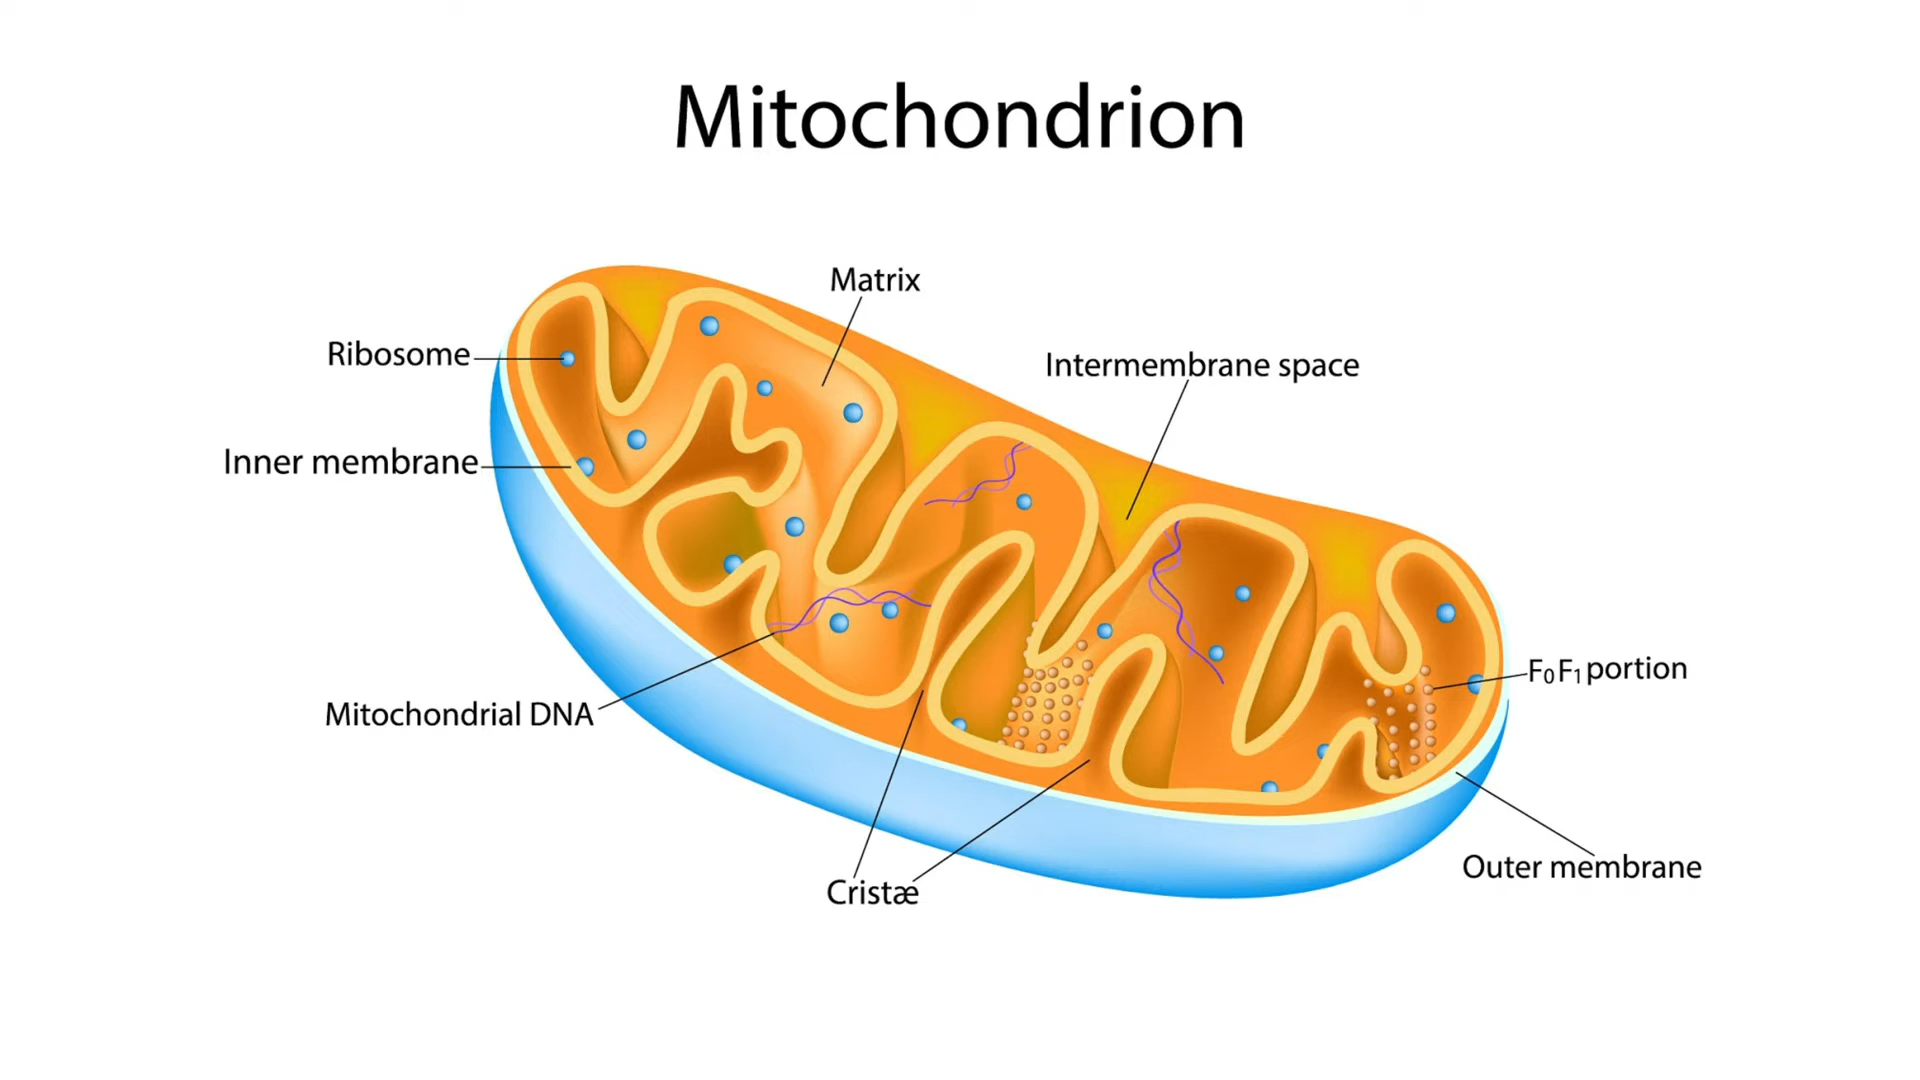 Mitochondrion
Matrix
Ribosome
Intermembrane space
Inner membrane
F₀F₁ portion
Mitochondrial DNA
Outer membrane
Cristæ